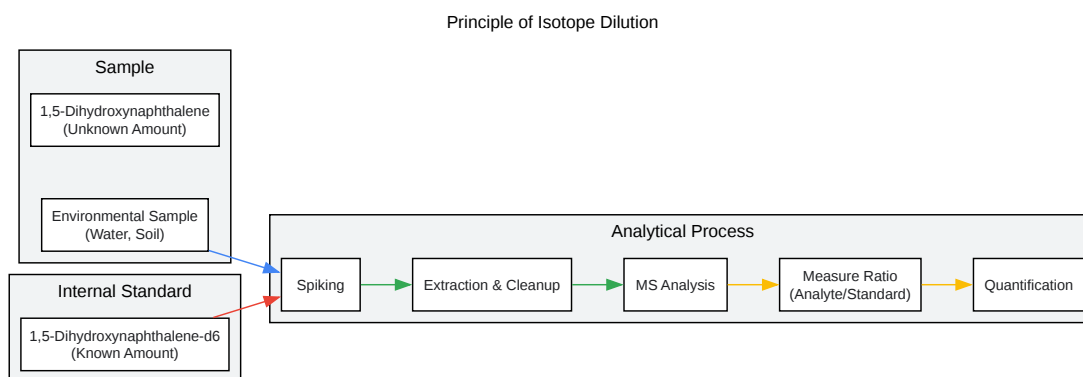 Principle of Isotope Dilution
Sample
1,5-Dihydroxynaphthalene
(Unknown Amount)
Environmental Sample
(Water, Soil)
Internal Standard
1,5-Dihydroxynaphthalene-d6
(Known Amount)
Analytical Process
Spiking
Extraction & Cleanup
MS Analysis
Measure Ratio
(Analyte/Standard)
Quantification